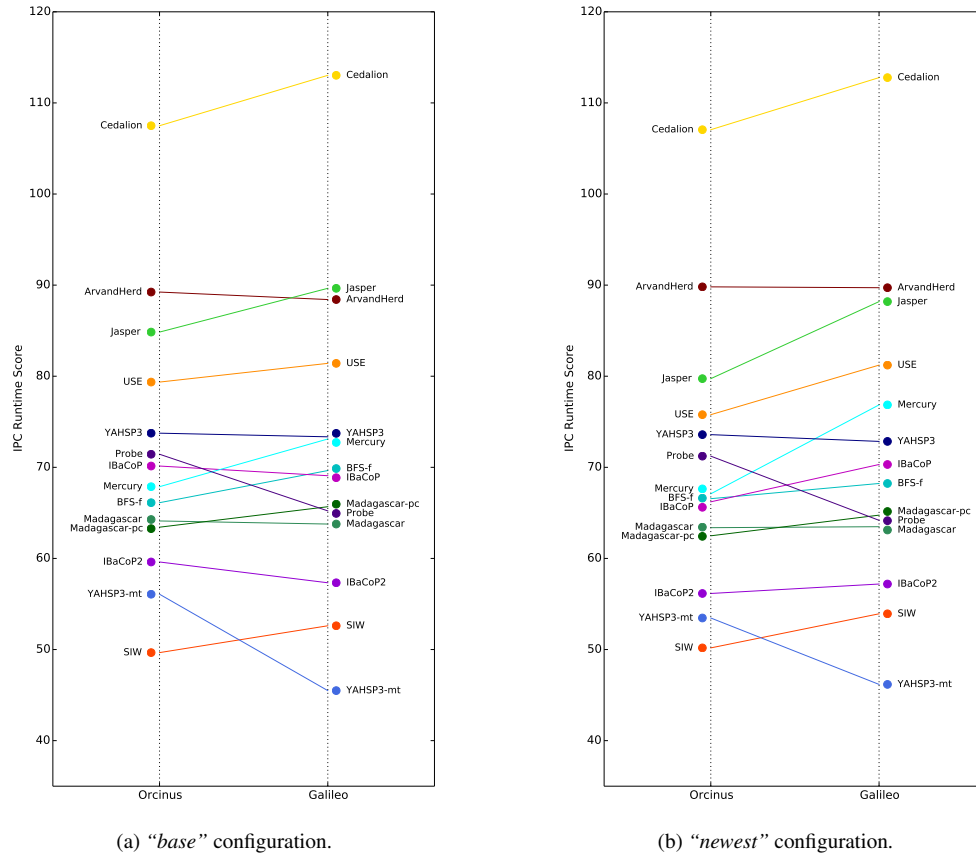 120
110
100
90
80
70
60
50
40
IPC Runtime Score
Cedalion
ArvandHerd
Jasper
USE
YAHSP3
Probe
IBaCoP
Mercury
BFS-f
Madagascar
Madagascar-pc
IBaCoP2
YAHSP3-mt
SIW
Cedalion
Jasper
ArvandHerd
USE
YAHSP3
Mercury
BFS-f
IBaCoP
Madagascar-pc
Probe
Madagascar
IBaCoP2
SIW
YAHSP3-mt
Orcinus
Galileo
(a) “base” configuration.
120
110
100
90
80
70
60
50
40
IPC Runtime Score
Cedalion
ArvandHerd
Jasper
USE
YAHSP3
Probe
Mercury
BFS-f
IBaCoP
Madagascar
Madagascar-pc
IBaCoP2
YAHSP3-mt
SIW
Cedalion
ArvandHerd
Jasper
USE
Mercury
YAHSP3
IBaCoP
BFS-f
Madagascar-pc
Probe
Madagascar
IBaCoP2
SIW
YAHSP3-mt
Orcinus
Galileo
(b) “newest” configuration.